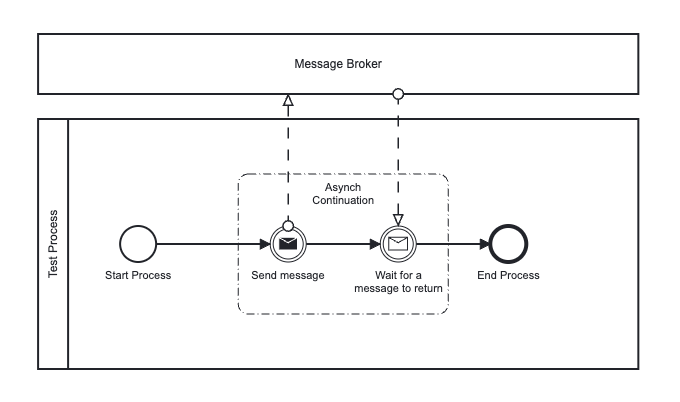 Message Broker
Test Process
Asynch
Continuation
Start Process
Send message
Wait for a
message to return
End Process